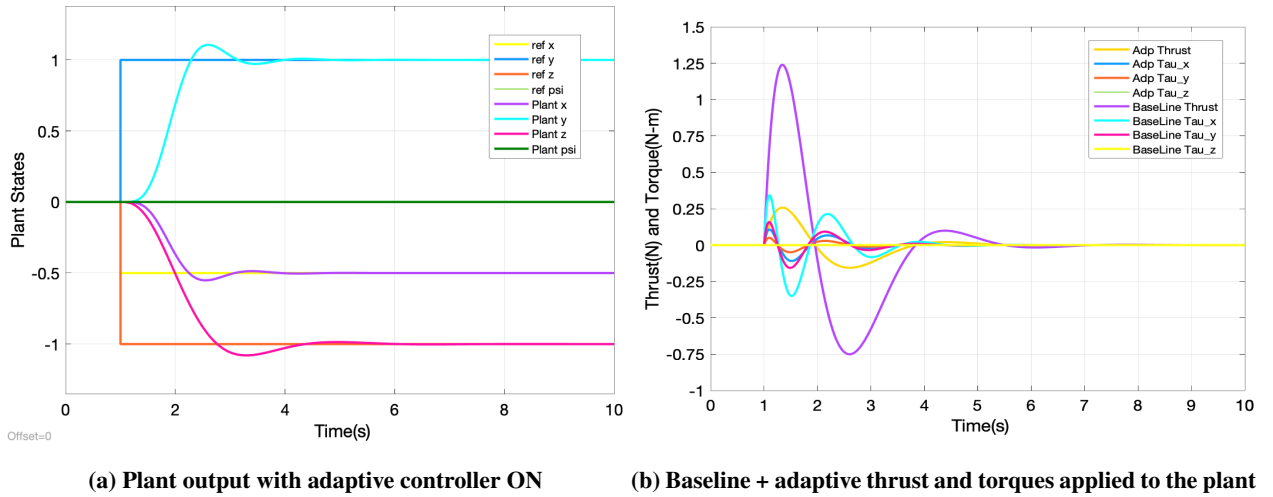 Plant States
1
0.5
0
-0.5
-1
0 2 4 6 8 10
Time(s)
Offset=0
ref x
ref y
ref z
ref psi
Plant x
Plant y
Plant z
Plant psi
(a) Plant output with adaptive controller ON
Thrust(N) and Torque(N-m)
1.5
1.25
1
0.75
0.5
0.25
0
-0.25
-0.5
-0.75
-1
0 1 2 3 4 5 6 7 8 9 10
Time(s)
Adp Thrust
Adp Tau_x
Adp Tau_y
Adp Tau_z
BaseLine Thrust
BaseLine Tau_x
BaseLine Tau_y
BaseLine Tau_z
(b) Baseline + adaptive thrust and torques applied to the plant